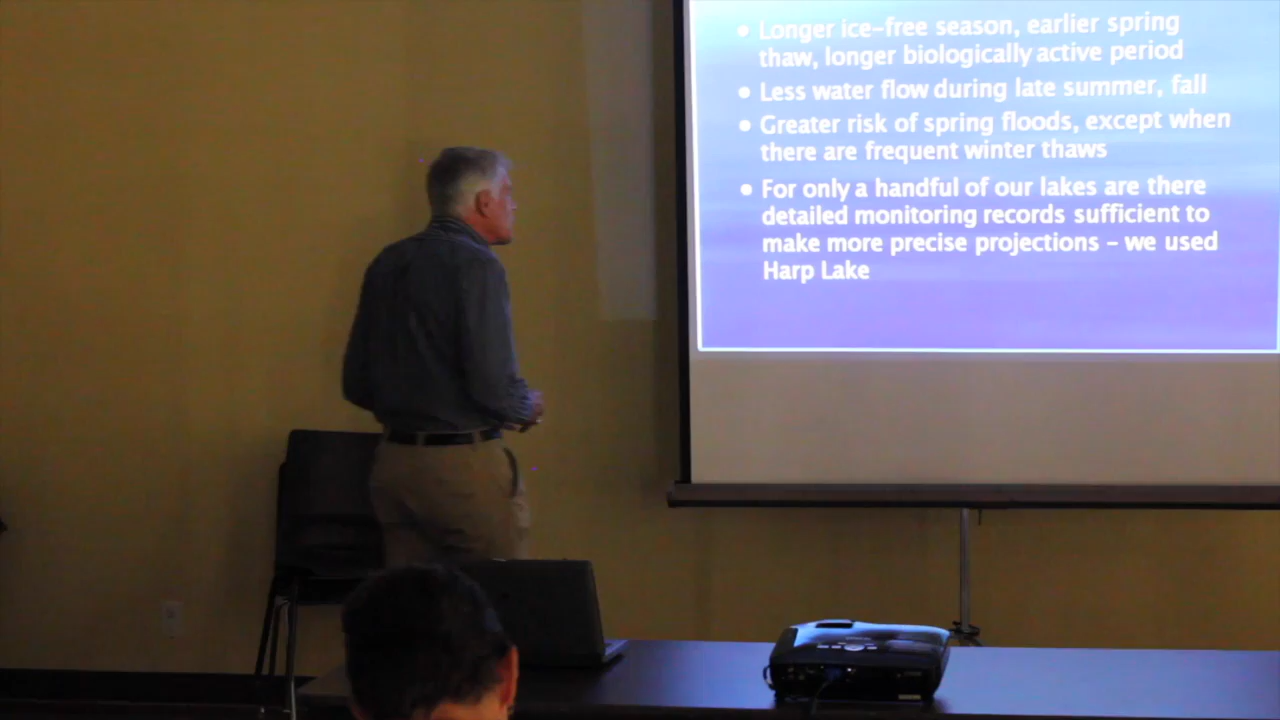 • Longer ice-free season, earlier spring
thaw, longer biologically active period
• Less water flow during late summer, fall
• Greater risk of spring floods, except when
there are frequent winter thaws
• For only a handful of our lakes are there
detailed monitoring records sufficient to
make more precise projections – we used
Harp Lake